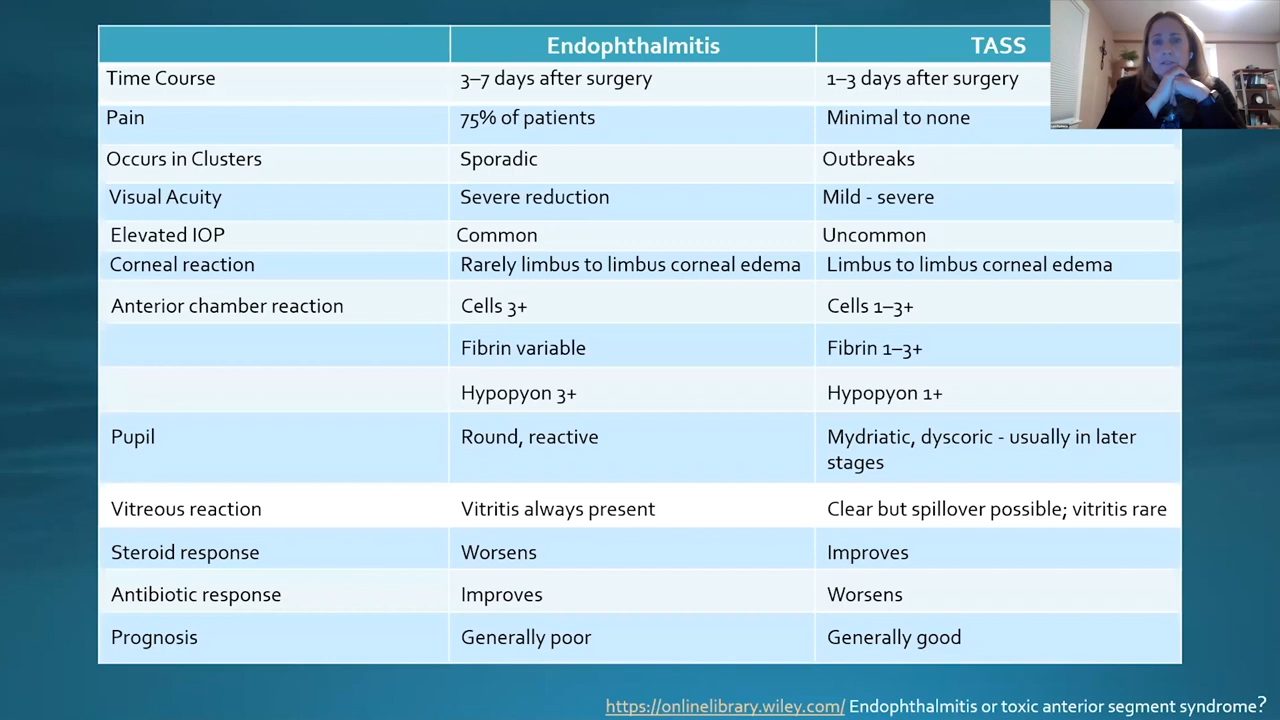 Endophthalmitis TASS
Time Course 3–7 days after surgery 1–3 days after surgery
Pain 75% of patients Minimal to none
Occurs in Clusters Sporadic Outbreaks
Visual Acuity Severe reduction Mild - severe
Elevated IOP Common Uncommon
Corneal reaction Rarely limbus to limbus corneal edema Limbus to limbus corneal edema
Anterior chamber reaction Cells 3+ Cells 1–3+
Fibrin variable Fibrin 1–3+
Hypopyon 3+ Hypopyon 1+
Pupil Round, reactive Mydriatic, dyscoric - usually in later
stages
Vitreous reaction Vitritis always present Clear but spillover possible; vitritis rare
Steroid response Worsens Improves
Antibiotic response Improves Worsens
Prognosis Generally poor Generally good
https://onlinelibrary.wiley.com/ Endophthalmitis or toxic anterior segment syndrome?